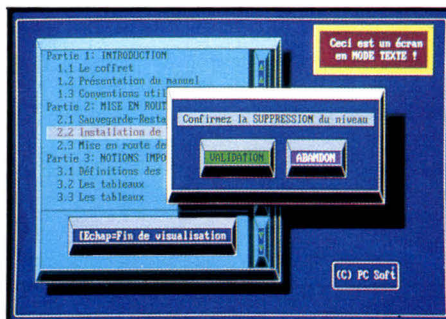 Ceci est un écran
en MODE TEXTE !
Partie 1: INTRODUCTION
1.1 Le coffret
1.2 Présentation du manuel
1.3 Conventions util
Partie 2: MISE EN ROUT
2.1 Sauvegarde-Resta
2.2 Installation de
2.3 Mise en route de
Partie 3: NOTIONS IMPO
3.1 Définitions des
3.2 Les tableaux
3.3 Les tableaux
Confirmez la SUPPRESSION du niveau
VALIDATION ABANDON
[Echap=Fin de visualisation
(C) PC Soft